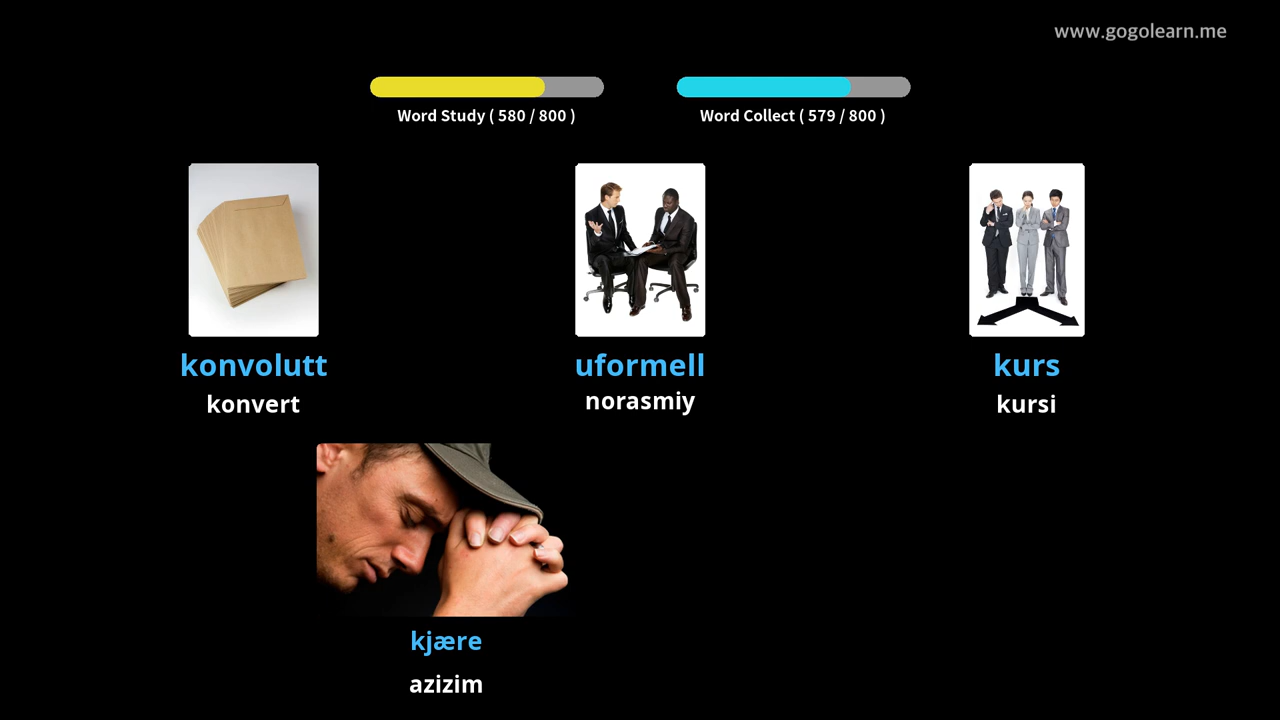 www.gogolearn.me
Word Study ( 580 / 800 )
Word Collect ( 579 / 800 )
konvolutt
konvert
uformell
norasmiy
kurs
kursi
kjære
azizim